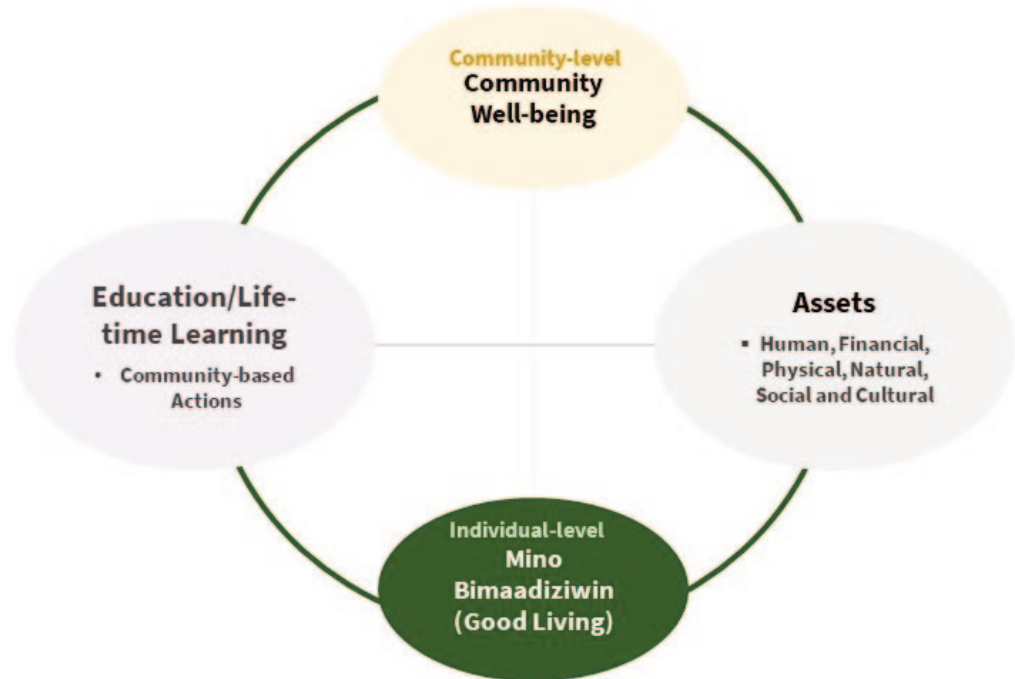 Community-level
Community
Well-being
Education/Life-
time Learning
• Community-based
Actions
Assets
▪ Human, Financial,
Physical, Natural,
Social and Cultural
Individual-level
Mino
Bimaadiziwin
(Good Living)